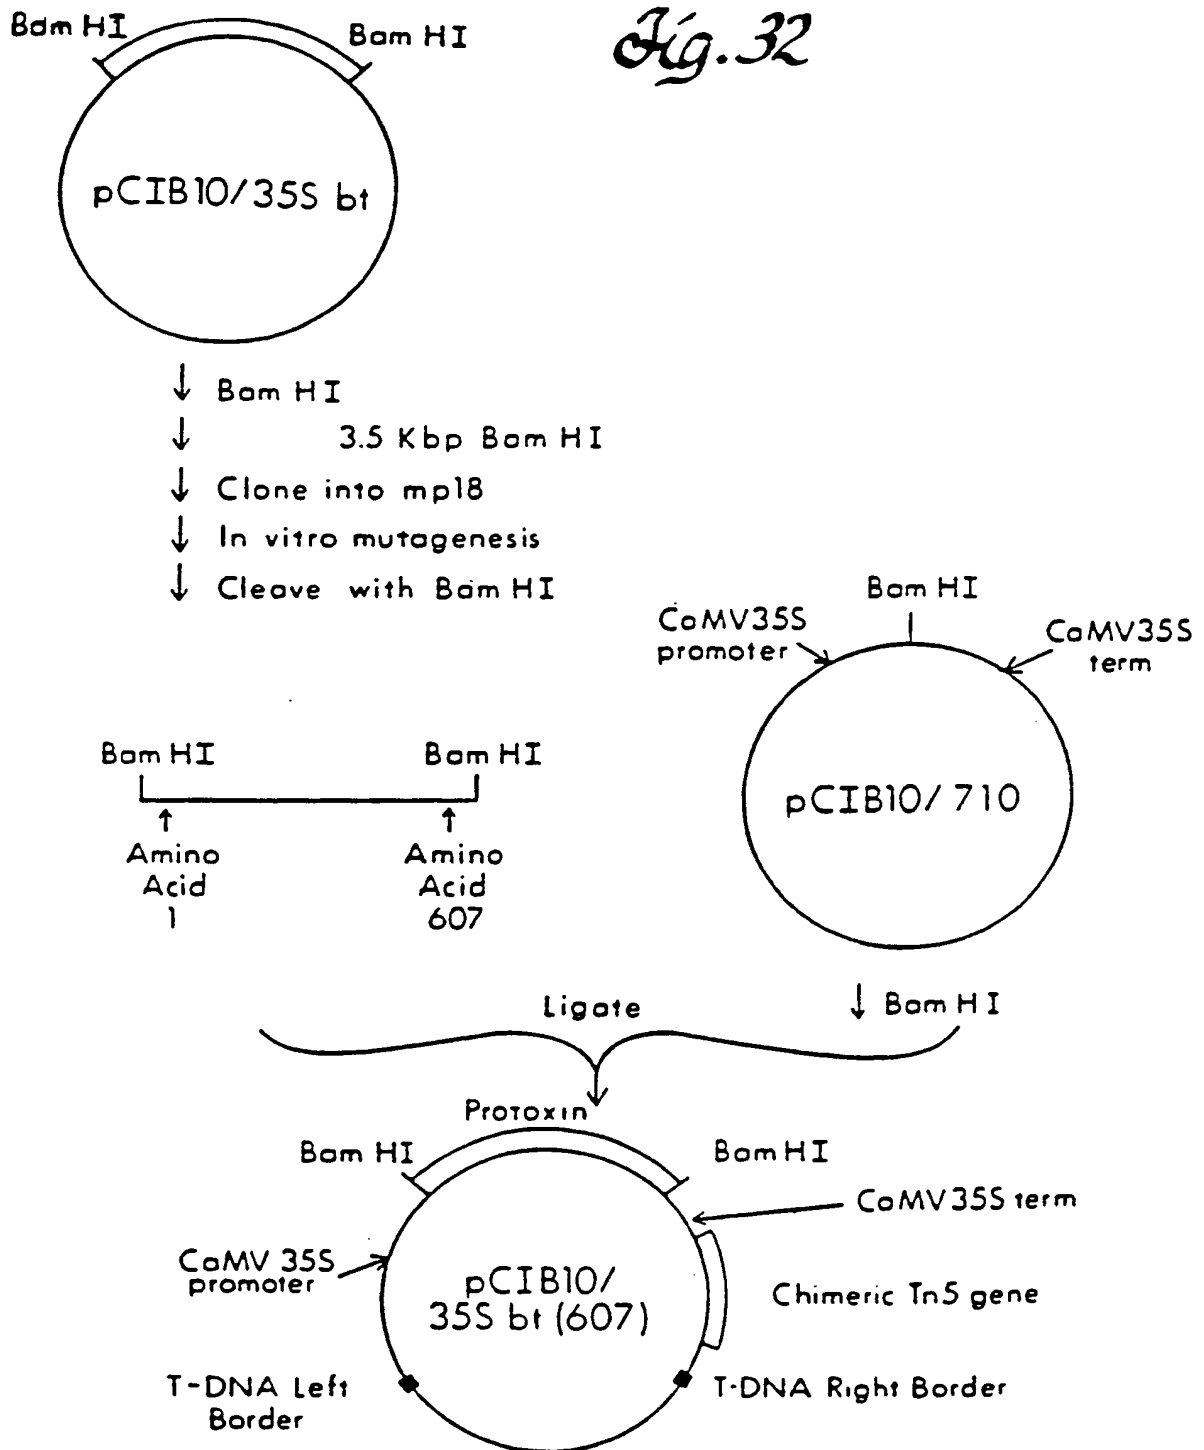 Fig. 32
Bam HI
Bam HI
pCIB10/35S bt
↓ Bam HI
↓ 3.5 Kbp Bam HI
↓ Clone into mp18
↓ In vitro mutagenesis
↓ Cleave with Bam HI
Bam HI
CaMV35S
promoter
CaMV35S
term
pCIB10/710
Bam HI
Bam HI
Amino
Acid
1
Amino
Acid
607
Ligate
↓ Bam HI
Protoxin
Bam HI
Bam HI
CaMV35S term
CaMV 35S
promoter
pCIB10/
35S bt (607)
Chimeric Tn5 gene
T-DNA Left
Border
T-DNA Right Border